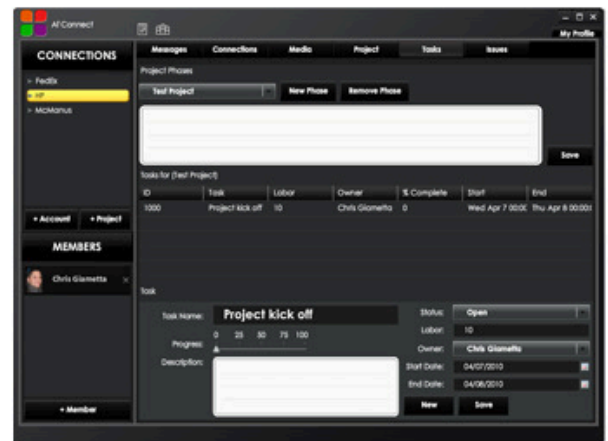 A'Connect
My Profile
CONNECTIONS
FedEx
HP
McManus
+ Account + Project
MEMBERS
Chris Giametta
+ Member
Messages Connections Media Project Tasks Issues
Project Phases
Test Project New Phase Remove Phase
Save
Tasks for (Test Project)
ID Task Labor Owner % Complete Start End
1000 Project kick off 10 Chris Giametta 0 Wed Apr 7 00:00: Thu Apr 8 00:00:
Task
Task Name: Project kick off
Progress: 0 25 50 75 100
Description:
Status: Open
Labor: 10
Owner: Chris Giametta
Start Date: 04/07/2010
End Date: 04/08/2010
New Save